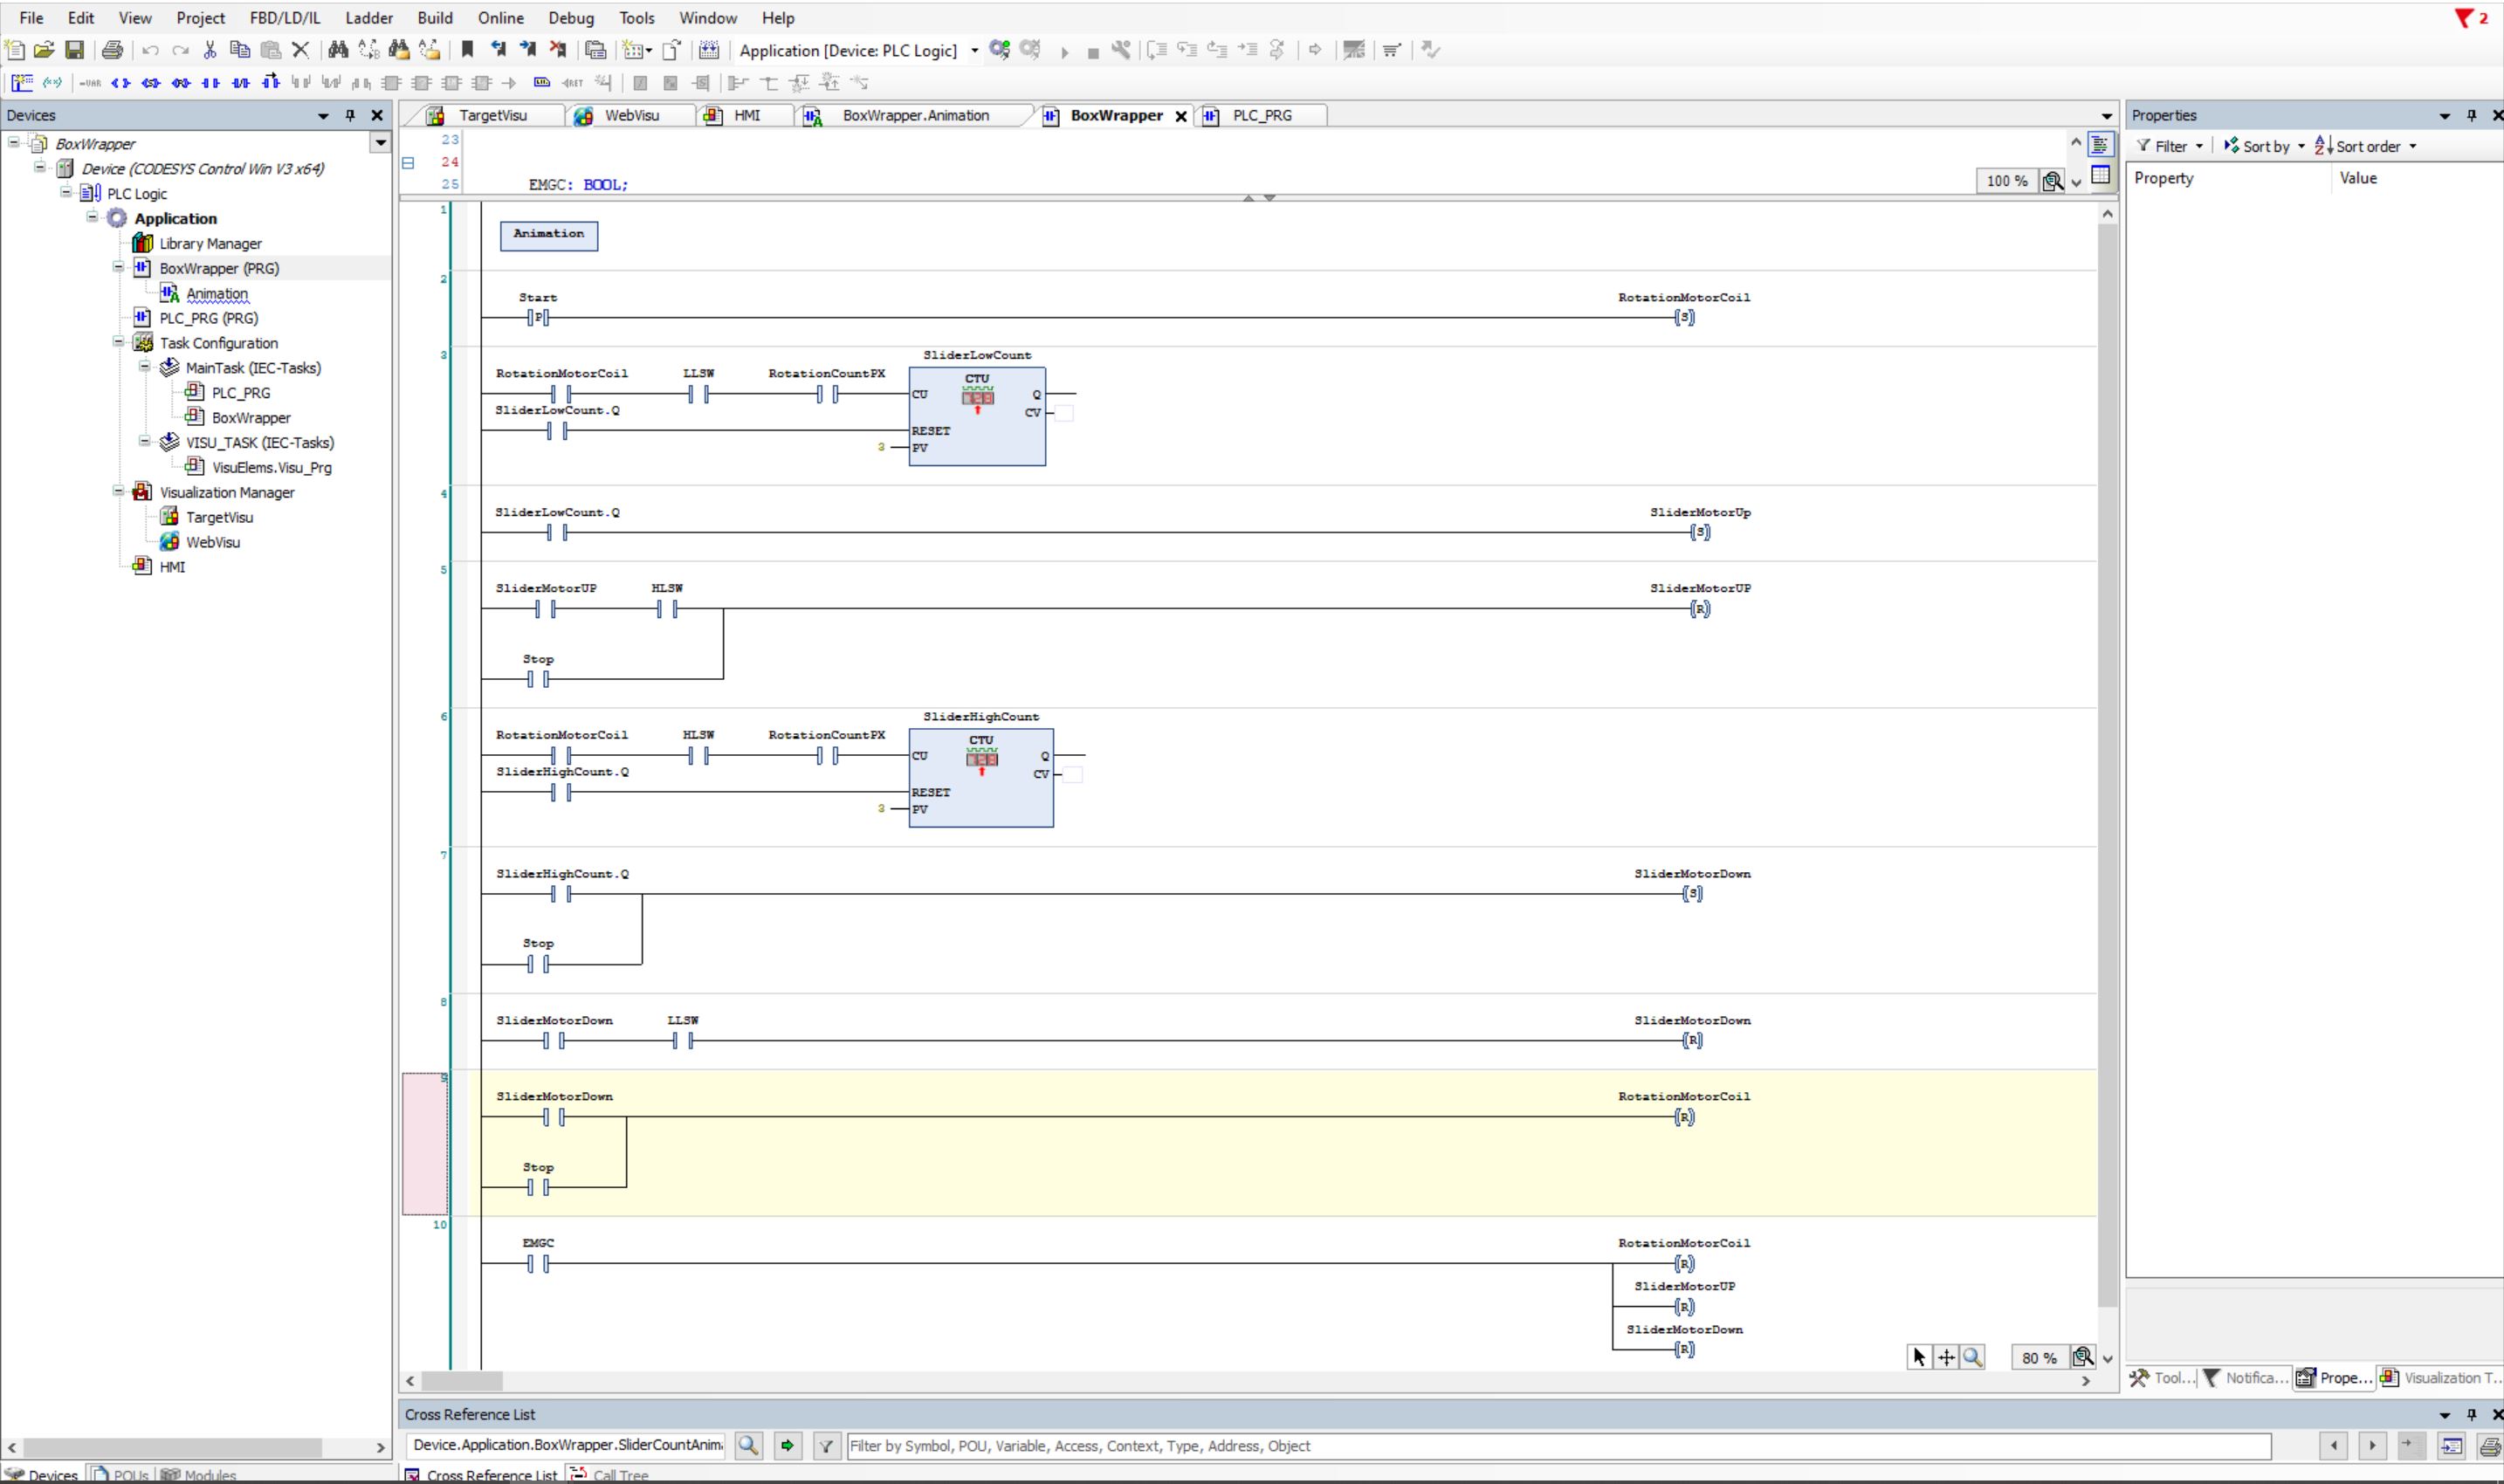 File Edit View Project FBD/LD/IL Ladder Build Online Debug Tools Window Help
2
Application [Device: PLC Logic]
Devices
BoxWrapper
Device (CODESYS Control Win V3 x64)
PLC Logic
Application
Library Manager
BoxWrapper (PRG)
Animation
PLC_PRG (PRG)
Task Configuration
MainTask (IEC-Tasks)
PLC_PRG
BoxWrapper
VISU_TASK (IEC-Tasks)
VisuElems.Visu_Prg
Visualization Manager
TargetVisu
WebVisu
HMI
TargetVisu WebVisu HMI BoxWrapper.Animation BoxWrapper PLC_PRG
23
24
25 EMGC: BOOL;
100 %
1
Animation
2
Start RotationMotorCoil
P S
3
SliderLowCount
RotationMotorCoil LLSW RotationCountPX CTU
CU Q
SliderLowCount.Q CV
RESET
3 PV
4
SliderLowCount.Q SliderMotorUp
S
5
SliderMotorUP HLSW SliderMotorUP
R
Stop
6
SliderHighCount
RotationMotorCoil HLSW RotationCountPX CTU
CU Q
SliderHighCount.Q CV
RESET
3 PV
7
SliderHighCount.Q SliderMotorDown
S
Stop
8
SliderMotorDown LLSW SliderMotorDown
R
9
SliderMotorDown RotationMotorCoil
R
Stop
10
EMGC RotationMotorCoil
R
SliderMotorUP
R
SliderMotorDown
R
80 %
Properties
Filter Sort by Sort order
Property Value
Tool... Notifica... Prope... Visualization T...
Cross Reference List
Device.Application.BoxWrapper.SliderCountAnim Filter by Symbol, POU, Variable, Access, Context, Type, Address, Object
Devices POUs Modules Cross Reference List Call Tree